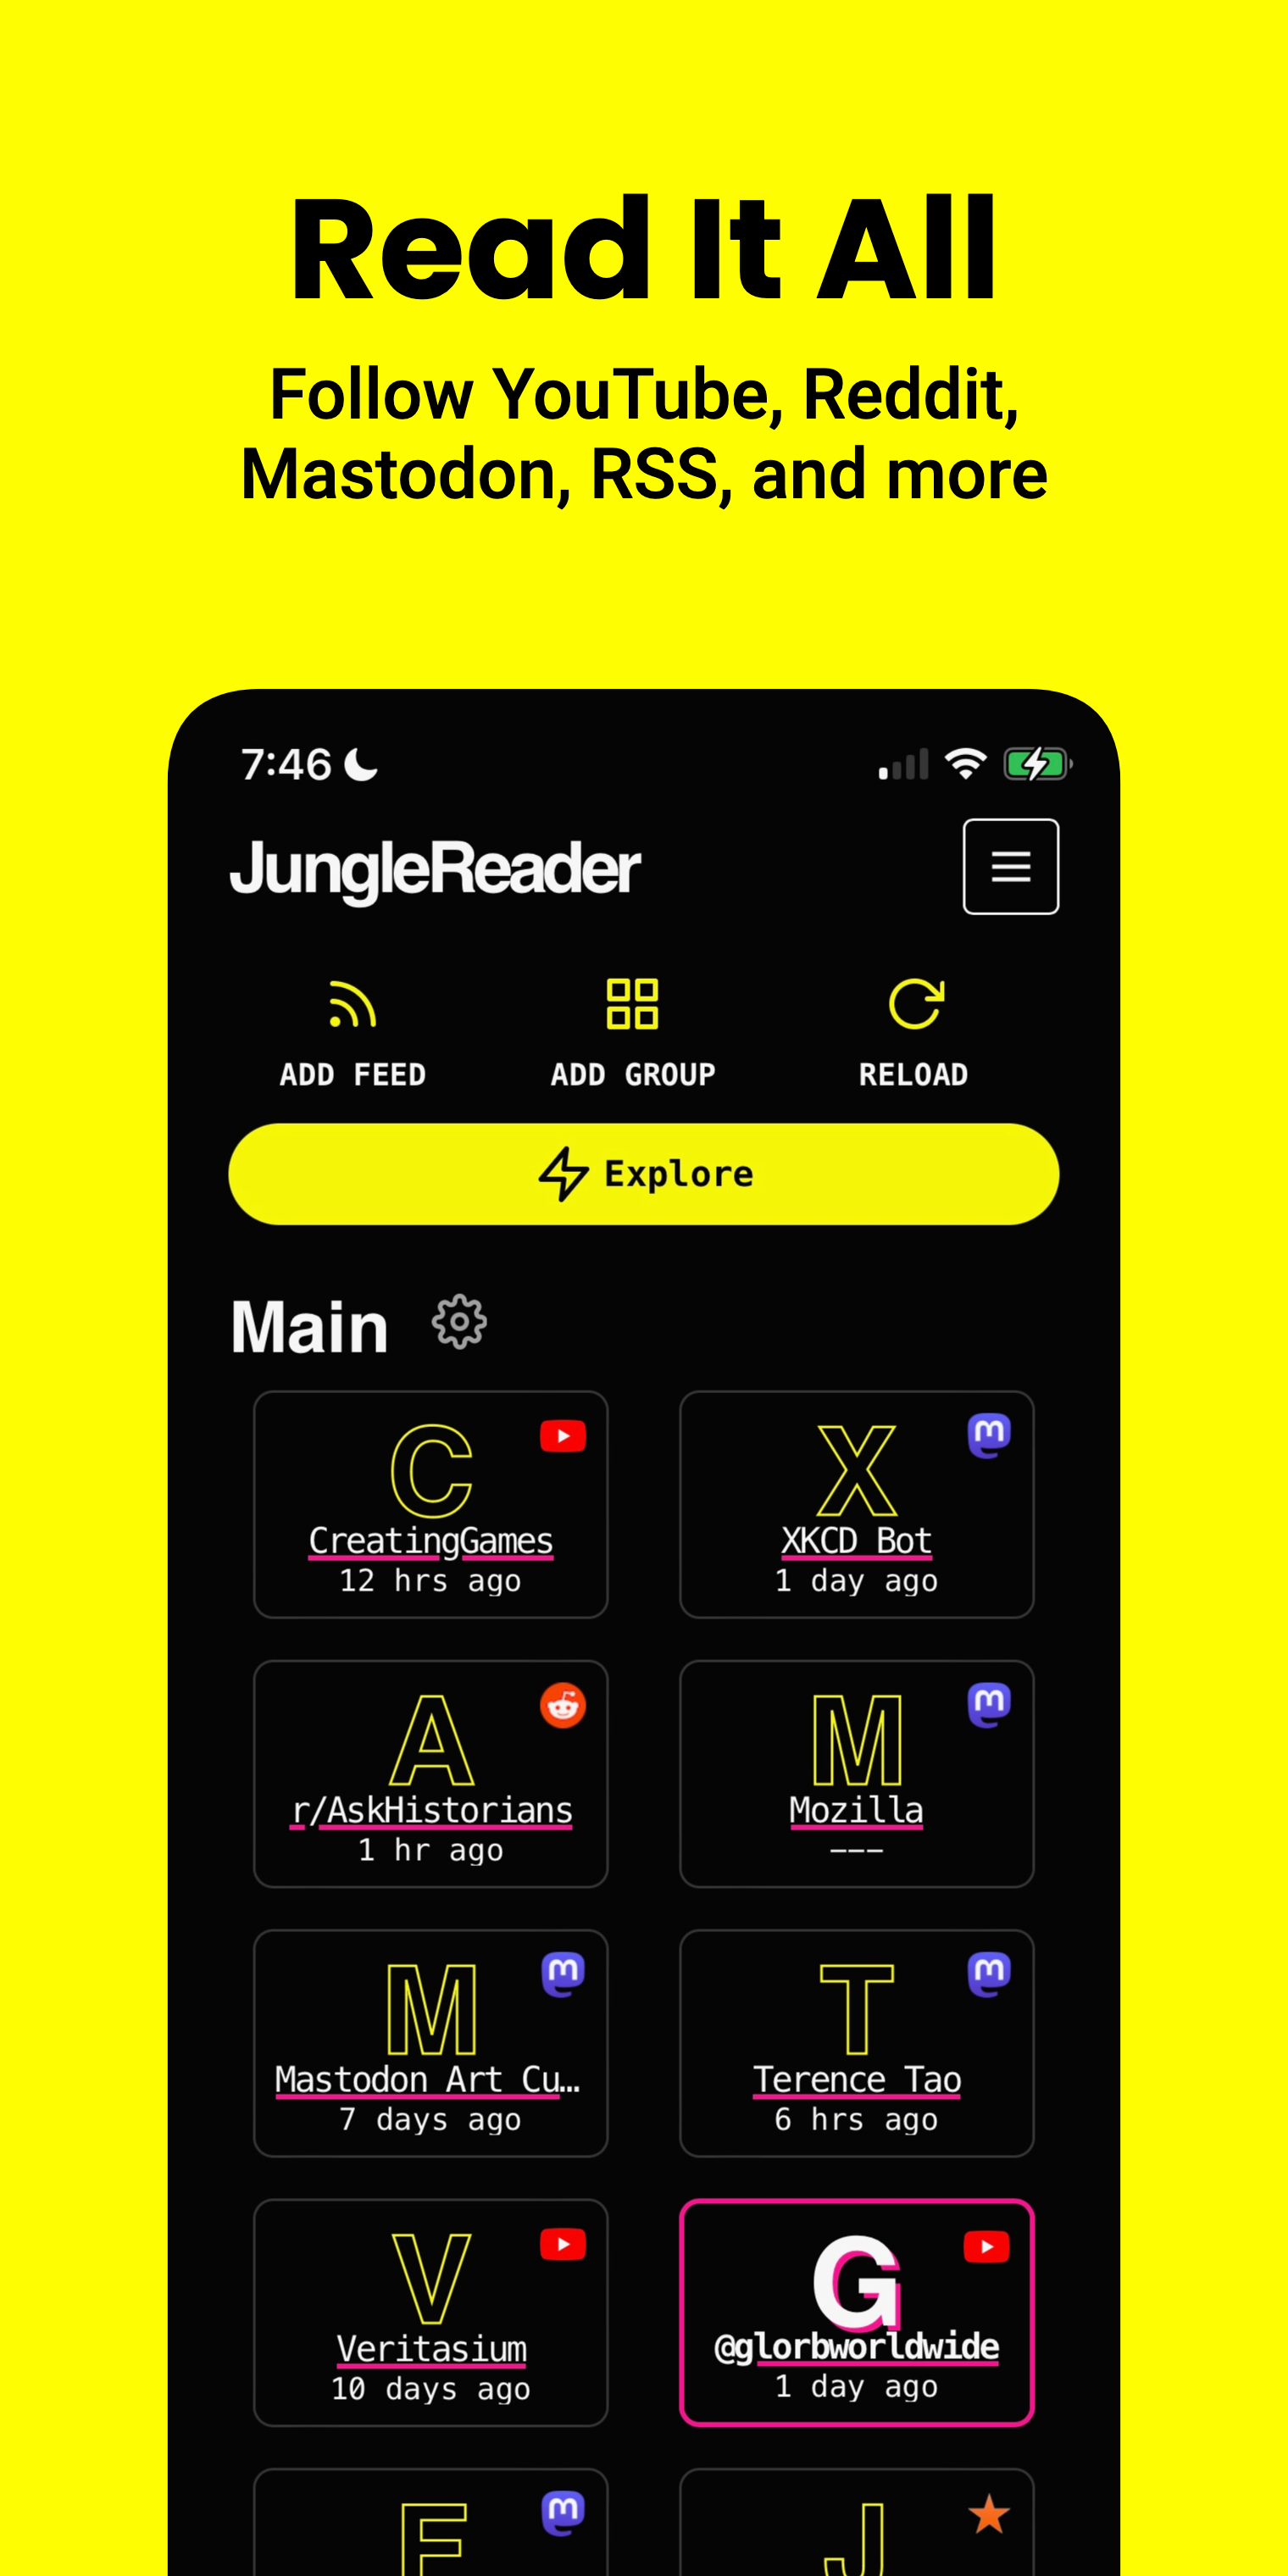 Read It All
Follow YouTube, Reddit,
Mastodon, RSS, and more
7:46
JungleReader
ADD FEED
ADD GROUP
RELOAD
Explore
Main
C
CreatingGames
12 hrs ago
X
XKCD Bot
1 day ago
A
r/AskHistorians
1 hr ago
M
Mozilla
---
M
Mastodon Art Cu…
7 days ago
T
Terence Tao
6 hrs ago
V
Veritasium
10 days ago
G
@glorbworldwide
1 day ago
J